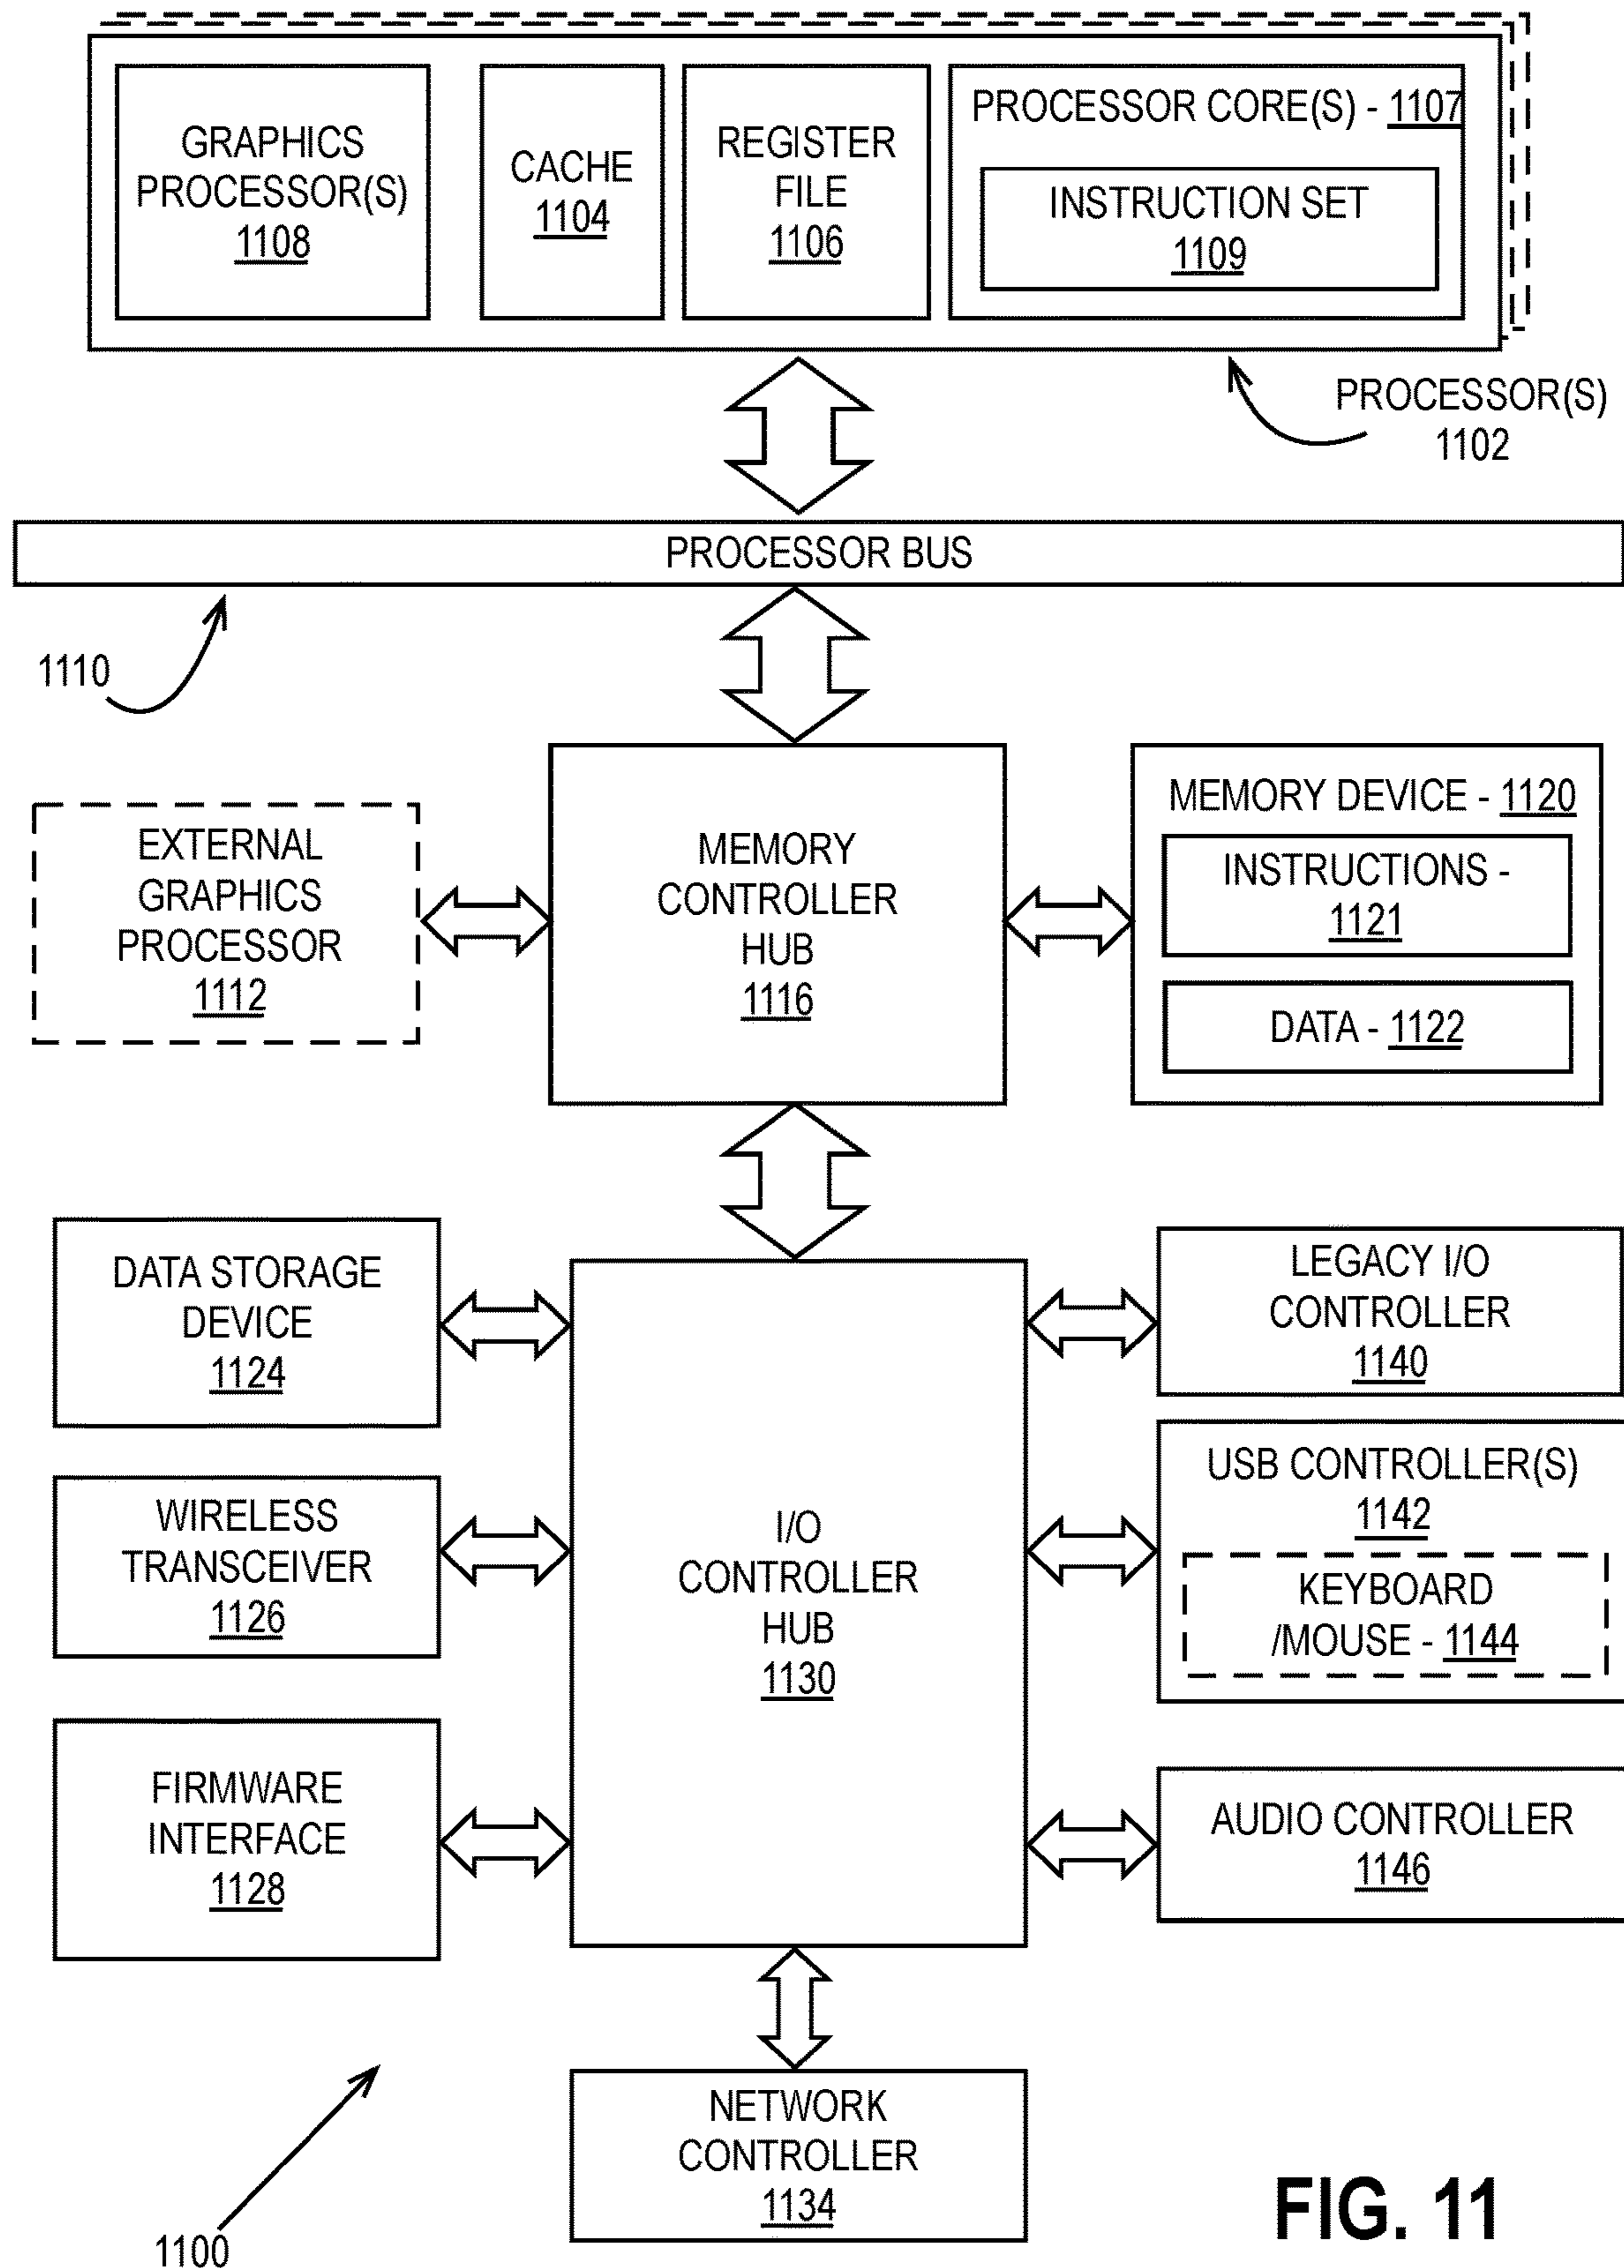 GRAPHICS
PROCESSOR(S)
1108
CACHE
1104
REGISTER
FILE
1106
PROCESSOR CORE(S) - 1107
INSTRUCTION SET
1109
PROCESSOR(S)
1102
PROCESSOR BUS
1110
EXTERNAL
GRAPHICS
PROCESSOR
1112
MEMORY
CONTROLLER
HUB
1116
MEMORY DEVICE - 1120
INSTRUCTIONS -
1121
DATA - 1122
DATA STORAGE
DEVICE
1124
WIRELESS
TRANSCEIVER
1126
FIRMWARE
INTERFACE
1128
I/O
CONTROLLER
HUB
1130
LEGACY I/O
CONTROLLER
1140
USB CONTROLLER(S)
1142
KEYBOARD
/MOUSE - 1144
AUDIO CONTROLLER
1146
NETWORK
CONTROLLER
1134
1100
FIG. 11